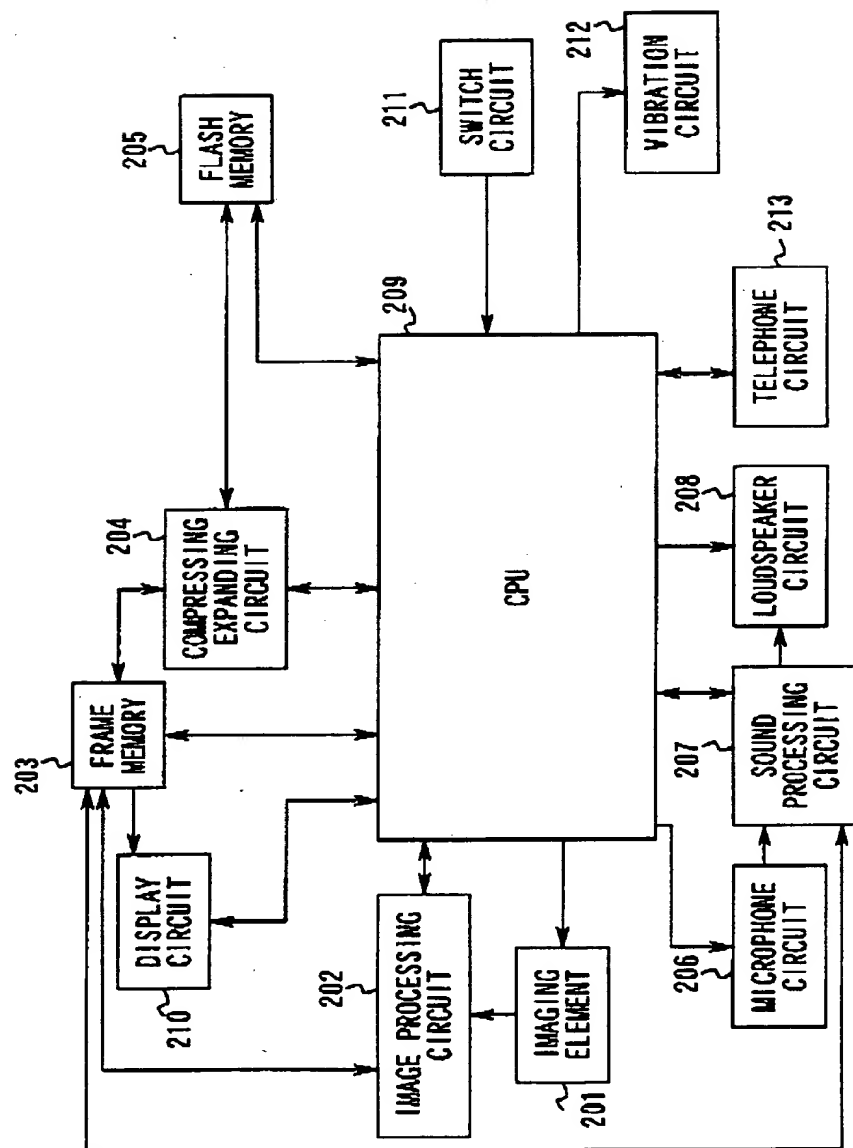 203
FRAME
MEMORY
204
COMPRESSING
EXPANDING
CIRCUIT
205
FLASH
MEMORY
DISPLAY
CIRCUIT
210
202
IMAGE PROCESSING
CIRCUIT
IMAGING
ELEMENT
201
209
CPU
211
SWITCH
CIRCUIT
212
VIBRATION
CIRCUIT
206
MICROPHONE
CIRCUIT
207
SOUND
PROCESSING
CIRCUIT
208
LOUDSPEAKER
CIRCUIT
213
TELEPHONE
CIRCUIT